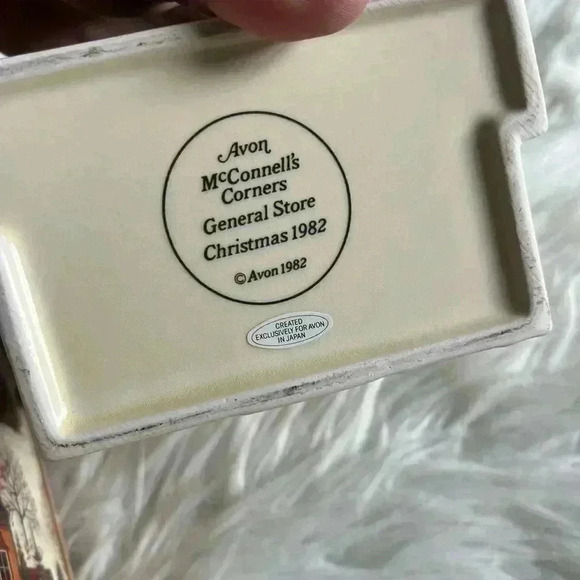 Avon
McConnell's
Corners
General Store
Christmas 1982
©Avon 1982
CREATED
EXCLUSIVELY FOR AVON
IN JAPAN